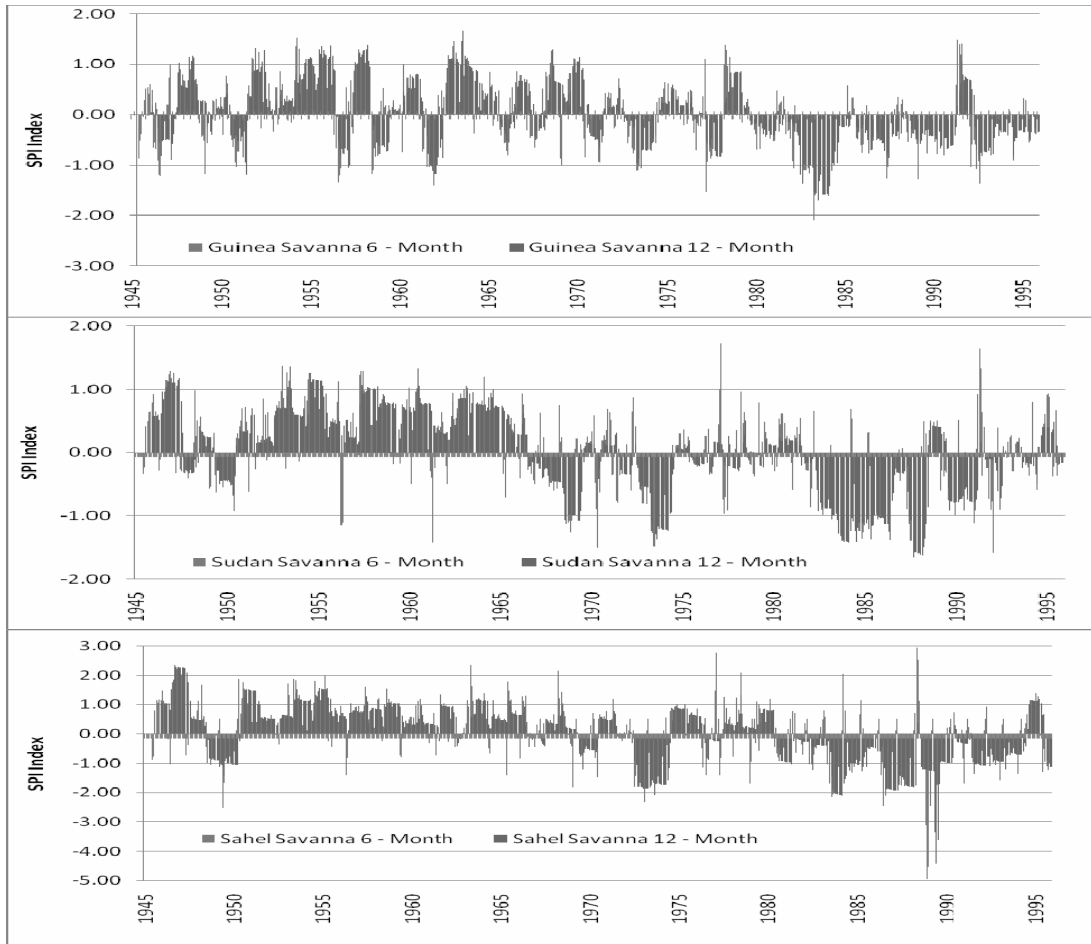 2.00
1.00
0.00
-1.00
-2.00
-3.00
SPI Index
Guinea Savanna 6 - Month Guinea Savanna 12 - Month
1945 1950 1955 1960 1965 1970 1975 1980 1985 1990 1995
2.00
1.00
0.00
-1.00
-2.00
SPI Index
Sudan Savanna 6 - Month Sudan Savanna 12 - Month
1945 1950 1955 1960 1965 1970 1975 1980 1985 1990 1995
3.00
2.00
1.00
0.00
-1.00
-2.00
-3.00
-4.00
-5.00
SPI Index
Sahel Savanna 6 - Month Sahel Savanna 12 - Month
1945 1950 1955 1960 1965 1970 1975 1980 1985 1990 1995